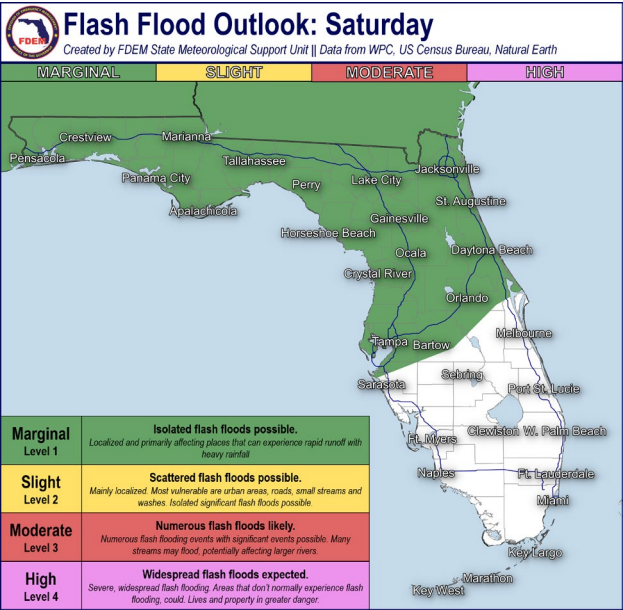 Flash Flood Outlook: Saturday
FDEM
Created by FDEM State Meteorological Support Unit || Data from WPC, US Census Bureau, Natural Earth
MARGINAL SLIGHT MODERATE HIGH
Crestview
Marianna
Pensacola
Tallahassee
Jacksonville
Panama City
Perry
Lake City
Apalachicola
St. Augustine
Gainesville
Horseshoe Beach
Ocala
Daytona Beach
Crystal River
Orlando
Melbourne
Tampa
Bartow
Sarasota
Sebring
Port St. Lucie
Clewiston
W. Palm Beach
Ft. Myers
Naples
Ft. Lauderdale
Miami
Key Largo
Marathon
Key West
Marginal
Level 1
Isolated flash floods possible.
Localized and primarily affecting places that can experience rapid runoff with
heavy rainfall
Slight
Level 2
Scattered flash floods possible.
Mainly localized. Most vulnerable are urban areas, roads, small streams and
washes. Isolated significant flash floods possible.
Moderate
Level 3
Numerous flash floods likely.
Numerous flash flooding events with significant events possible. Many
streams may flood, potentially affecting larger rivers.
High
Level 4
Widespread flash floods expected.
Severe, widespread flash flooding. Areas that don't normally experience flash
flooding, could. Lives and property in greater danger.